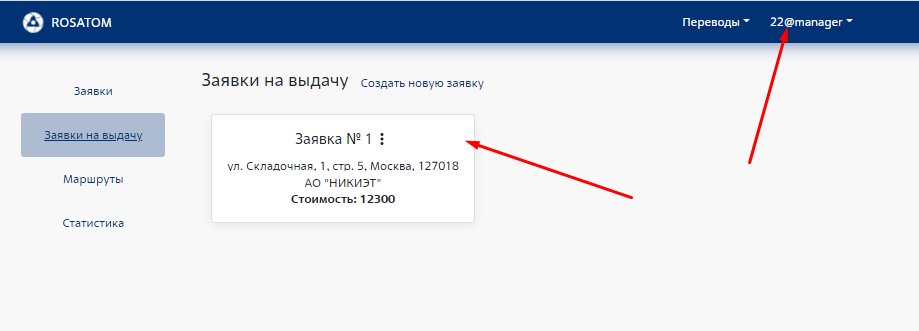 ROSATOM
Переводы
22@manager
Заявки
Заявки на выдачу
Маршруты
Статистика
Заявки на выдачу Создать новую заявку
Заявка № 1
ул. Складочная, 1, стр. 5, Москва, 127018
АО "НИКИЭТ"
Стоимость: 12300